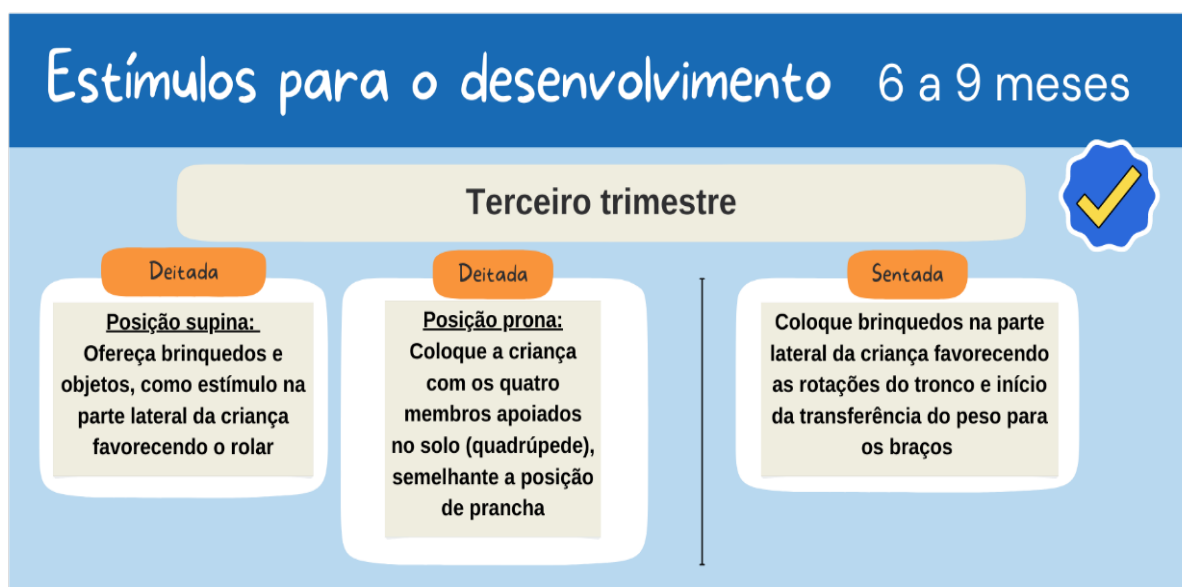 Estímulos para o desenvolvimento 6 a 9 meses
Terceiro trimestre
Deitada
Posição supina:
Ofereça brinquedos e
objetos, como estímulo na
parte lateral da criança
favorecendo o rolar
Deitada
Posição prona:
Coloque a criança
com os quatro
membros apoiados
no solo (quadrúpede),
semelhante a posição
de prancha
Sentada
Coloque brinquedos na parte
lateral da criança favorecendo
as rotações do tronco e início
da transferência do peso para
os braços